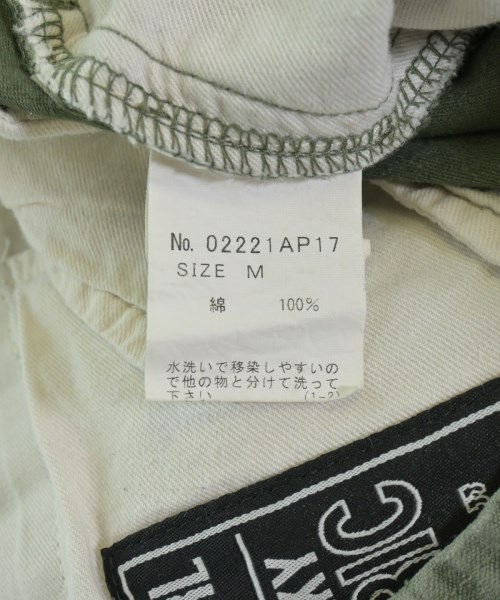 No. 02221AP17
SIZE M
綿 100%
水洗いで移染しやすいの
で他の物と分けて洗って
下さい (1-2)